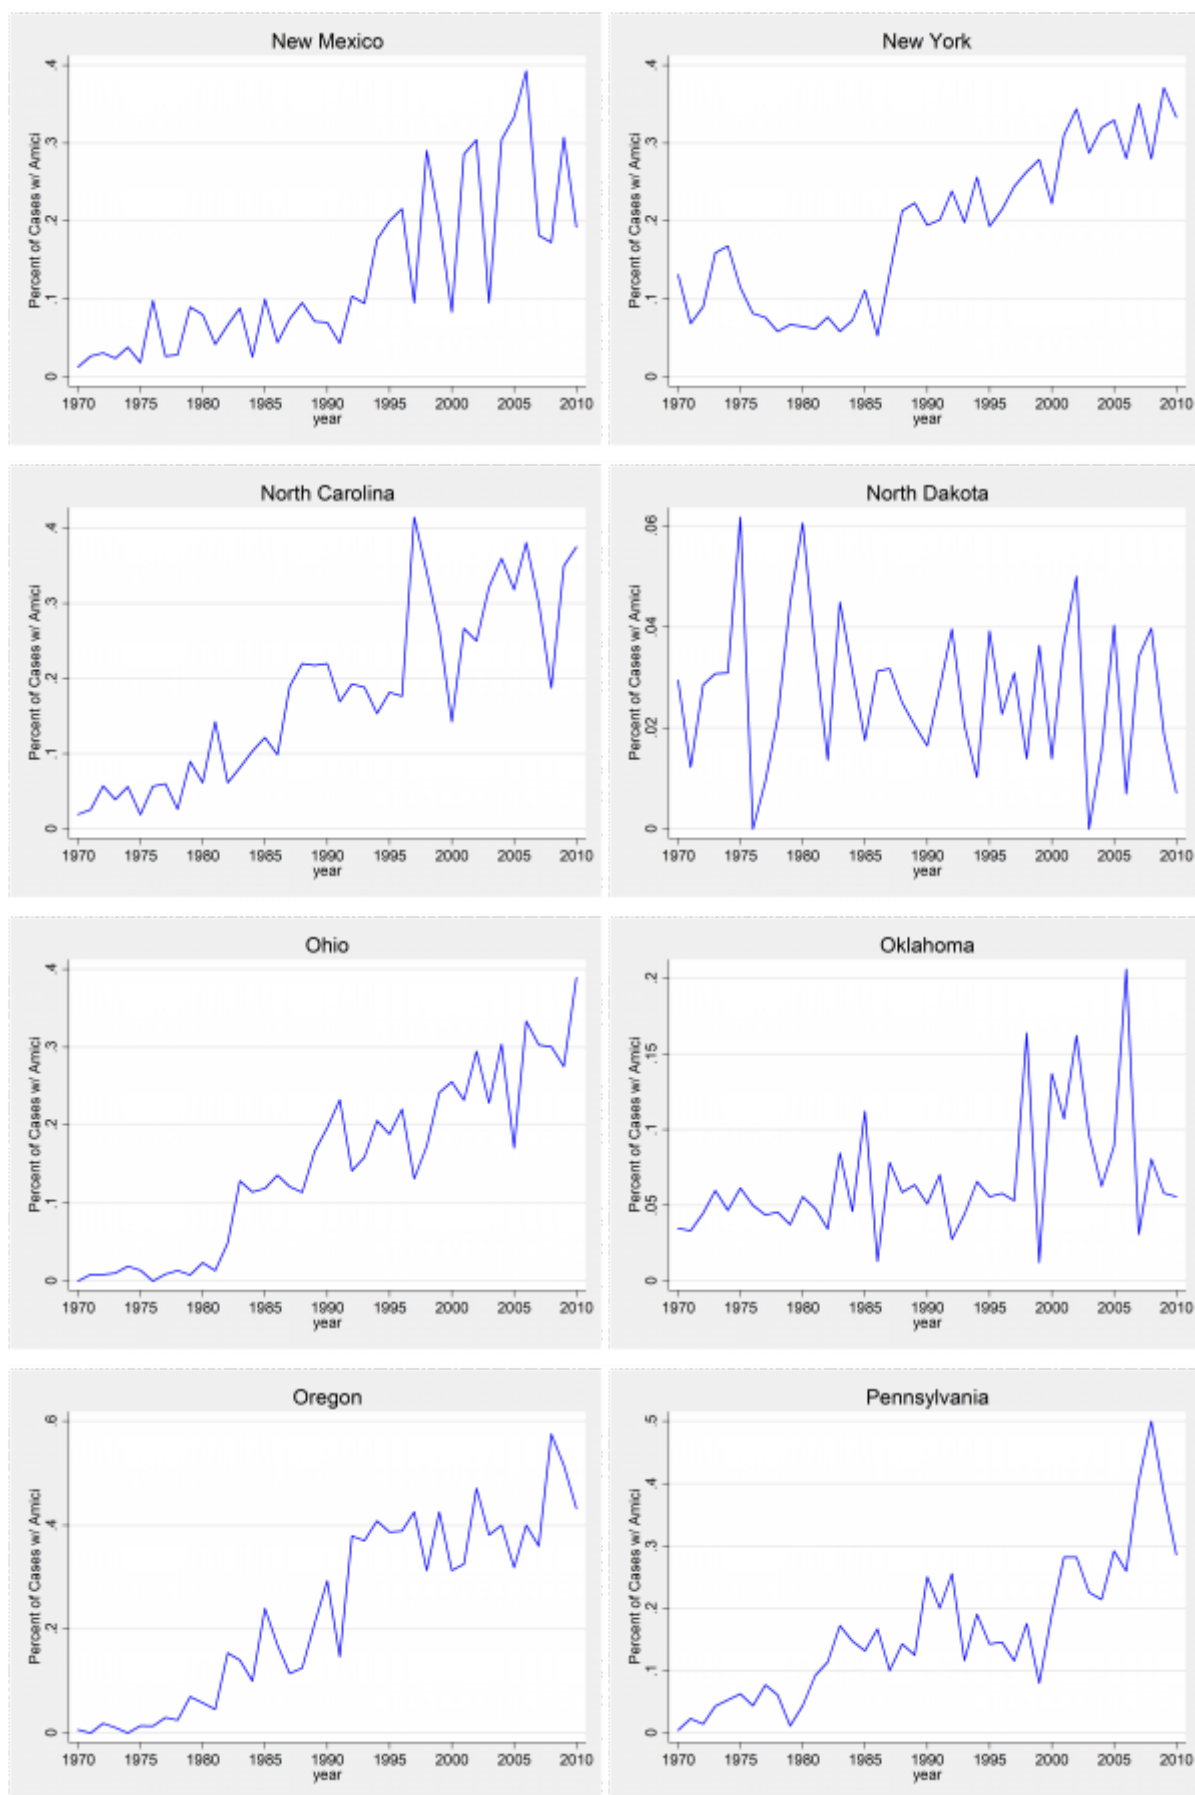 New Mexico
Percent of Cases w/ Amici
.4
.3
.2
.1
0
1970 1975 1980 1985 1990 1995 2000 2005 2010
year
New York
Percent of Cases w/ Amici
.4
.3
.2
.1
0
1970 1975 1980 1985 1990 1995 2000 2005 2010
year
North Carolina
Percent of Cases w/ Amici
.4
.3
.2
.1
0
1970 1975 1980 1985 1990 1995 2000 2005 2010
year
North Dakota
Percent of Cases w/ Amici
.06
.04
.02
0
1970 1975 1980 1985 1990 1995 2000 2005 2010
year
Ohio
Percent of Cases w/ Amici
.4
.3
.2
.1
0
1970 1975 1980 1985 1990 1995 2000 2005 2010
year
Oklahoma
Percent of Cases w/ Amici
.2
.15
.1
.05
0
1970 1975 1980 1985 1990 1995 2000 2005 2010
year
Oregon
Percent of Cases w/ Amici
.6
.4
.2
0
1970 1975 1980 1985 1990 1995 2000 2005 2010
year
Pennsylvania
Percent of Cases w/ Amici
.5
.4
.3
.2
.1
0
1970 1975 1980 1985 1990 1995 2000 2005 2010
year